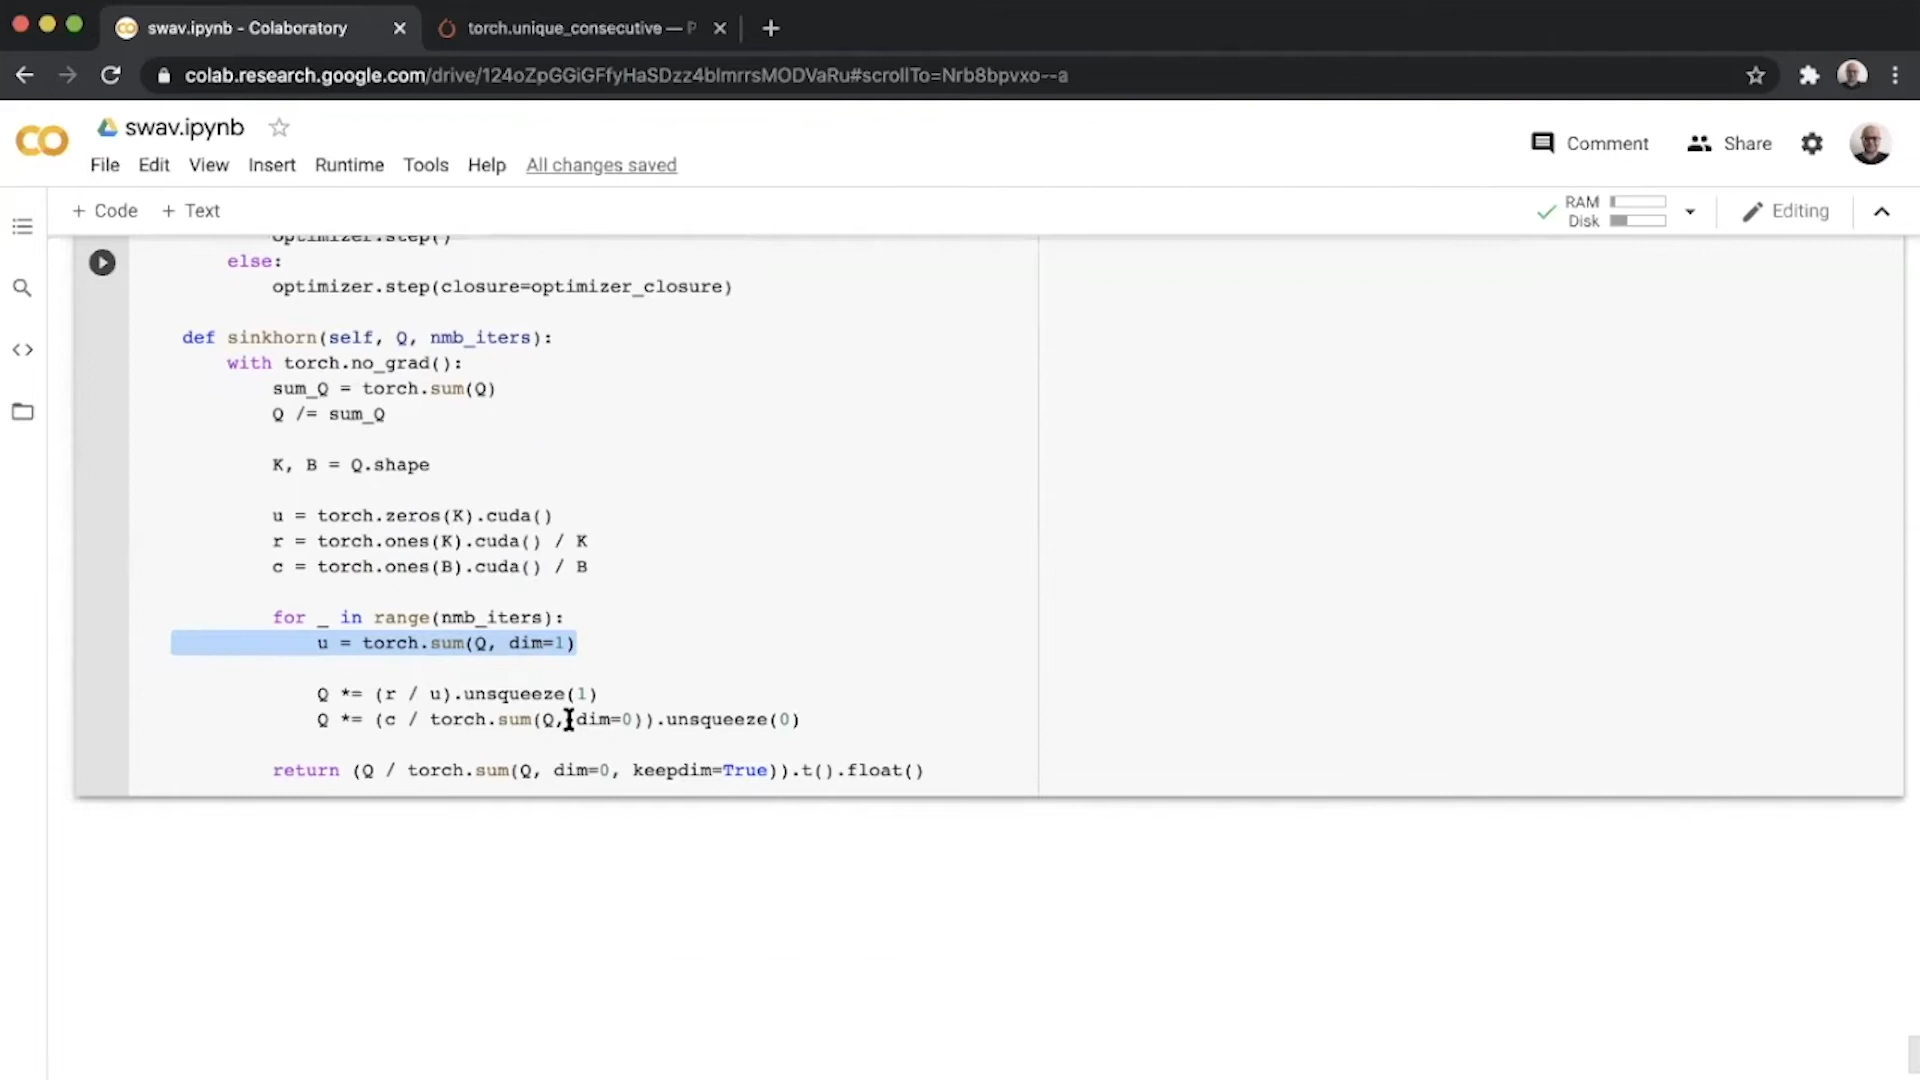 swav.ipynb - Colaboratory
torch.unique_consecutive — P
colab.research.google.com/drive/124oZpGGiGFfyHaSDzz4blmrrsMODVaRu#scrollTo=Nrb8bpvxo--a
CO swav.ipynb
Comment Share
File Edit View Insert Runtime Tools Help All changes saved
+ Code + Text
RAM
Disk
Editing
optimizer.step()
else:
optimizer.step(closure=optimizer_closure)
def sinkhorn(self, Q, nmb_iters):
with torch.no_grad():
sum_Q = torch.sum(Q)
Q /= sum_Q
K, B = Q.shape
u = torch.zeros(K).cuda()
r = torch.ones(K).cuda() / K
c = torch.ones(B).cuda() / B
for _ in range(nmb_iters):
u = torch.sum(Q, dim=1)
Q *= (r / u).unsqueeze(1)
Q *= (c / torch.sum(Q, dim=0)).unsqueeze(0)
return (Q / torch.sum(Q, dim=0, keepdim=True)).t().float()